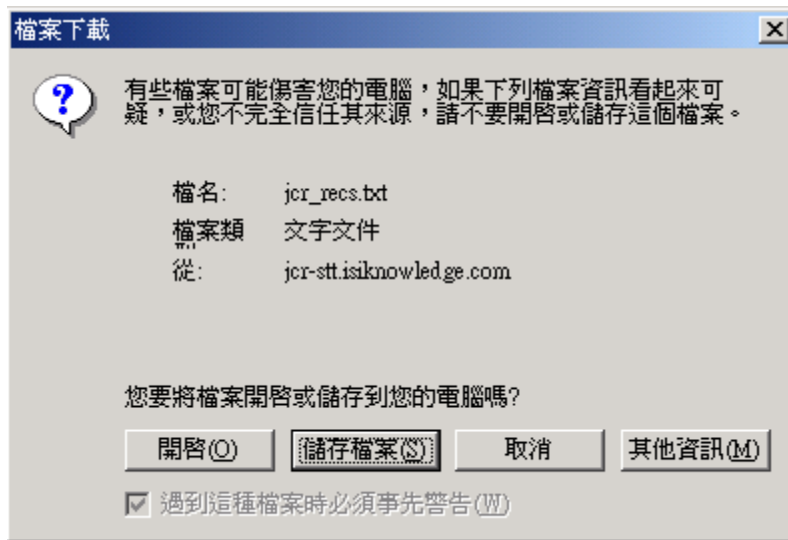 檔案下載
有些檔案可能傷害您的電腦，如果下列檔案資訊看起來可
疑，或您不完全信任其來源，請不要開啓或儲存這個檔案。
檔名: jcr_recs.txt
檔案類 文字文件
從: jcr-stt.isiknowledge.com
您要將檔案開啓或儲存到您的電腦嗎?
開啓(O) 儲存檔案(S) 取消 其他資訊(M)
遇到這種檔案時必須事先警告(W)